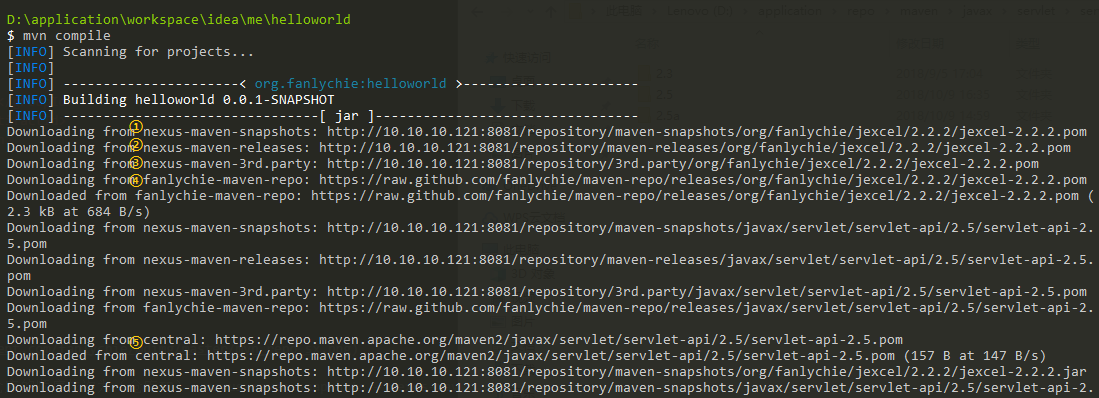 D:\application\workspace\idea\me\helloworld
$ mvn compile
[INFO] Scanning for projects...
[INFO]
[INFO] ----------------------< org.fanlychie:helloworld >----------------------
[INFO] Building helloworld 0.0.1-SNAPSHOT
[INFO] --------------------------------[ jar ]---------------------------------
Downloading from① nexus-maven-snapshots: http://10.10.10.121:8081/repository/maven-snapshots/org/fanlychie/jexcel/2.2.2/jexcel-2.2.2.pom
Downloading from② nexus-maven-releases: http://10.10.10.121:8081/repository/maven-releases/org/fanlychie/jexcel/2.2.2/jexcel-2.2.2.pom
Downloading from③ nexus-maven-3rd.party: http://10.10.10.121:8081/repository/3rd.party/org/fanlychie/jexcel/2.2.2/jexcel-2.2.2.pom
Downloading from④ fanlychie-maven-repo: https://raw.github.com/fanlychie/maven-repo/releases/org/fanlychie/jexcel/2.2.2/jexcel-2.2.2.pom
Downloaded from fanlychie-maven-repo: https://raw.github.com/fanlychie/maven-repo/releases/org/fanlychie/jexcel/2.2.2/jexcel-2.2.2.pom (
2.3 kB at 684 B/s)
Downloading from nexus-maven-snapshots: http://10.10.10.121:8081/repository/maven-snapshots/javax/servlet/servlet-api/2.5/servlet-api-2.
5.pom
Downloading from nexus-maven-releases: http://10.10.10.121:8081/repository/maven-releases/javax/servlet/servlet-api/2.5/servlet-api-2.5.
pom
Downloading from nexus-maven-3rd.party: http://10.10.10.121:8081/repository/3rd.party/javax/servlet/servlet-api/2.5/servlet-api-2.5.pom
Downloading from fanlychie-maven-repo: https://raw.github.com/fanlychie/maven-repo/releases/javax/servlet/servlet-api/2.5/servlet-api-2.
5.pom
Downloading from⑤ central: https://repo.maven.apache.org/maven2/javax/servlet/servlet-api/2.5/servlet-api-2.5.pom
Downloaded from central: https://repo.maven.apache.org/maven2/javax/servlet/servlet-api/2.5/servlet-api-2.5.pom (157 B at 147 B/s)
Downloading from nexus-maven-snapshots: http://10.10.10.121:8081/repository/maven-snapshots/org/fanlychie/jexcel/2.2.2/jexcel-2.2.2.jar
Downloading from nexus-maven-snapshots: http://10.10.10.121:8081/repository/maven-snapshots/javax/servlet/servlet-api/2.5/servlet-api-2.